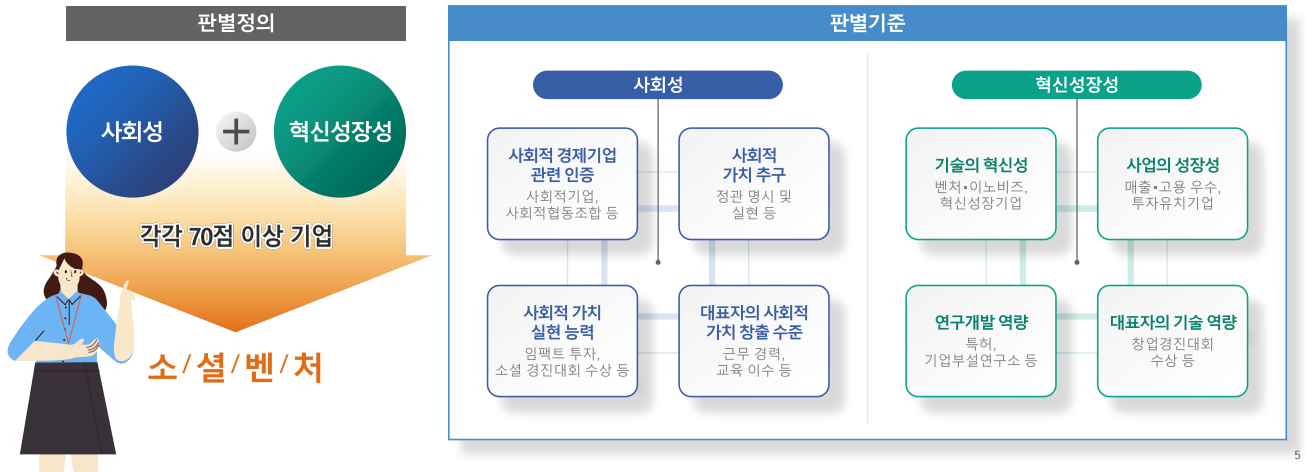 판별정의
사회성
+
혁신성장성
각각 70점 이상 기업
소/셜/벤/처
판별기준
사회성
사회적 경제기업
관련 인증
사회적기업,
사회적협동조합 등
사회적
가치 추구
정관 명시 및
실현 등
사회적 가치
실현 능력
임팩트 투자,
소셜 경진대회 수상 등
대표자의 사회적
가치 창출 수준
근무 경력,
교육 이수 등
혁신성장성
기술의 혁신성
벤처·이노비즈,
혁신성장기업
사업의 성장성
매출·고용 우수,
투자유치기업
연구개발 역량
특허,
기업부설연구소 등
대표자의 기술 역량
창업경진대회
수상 등
5